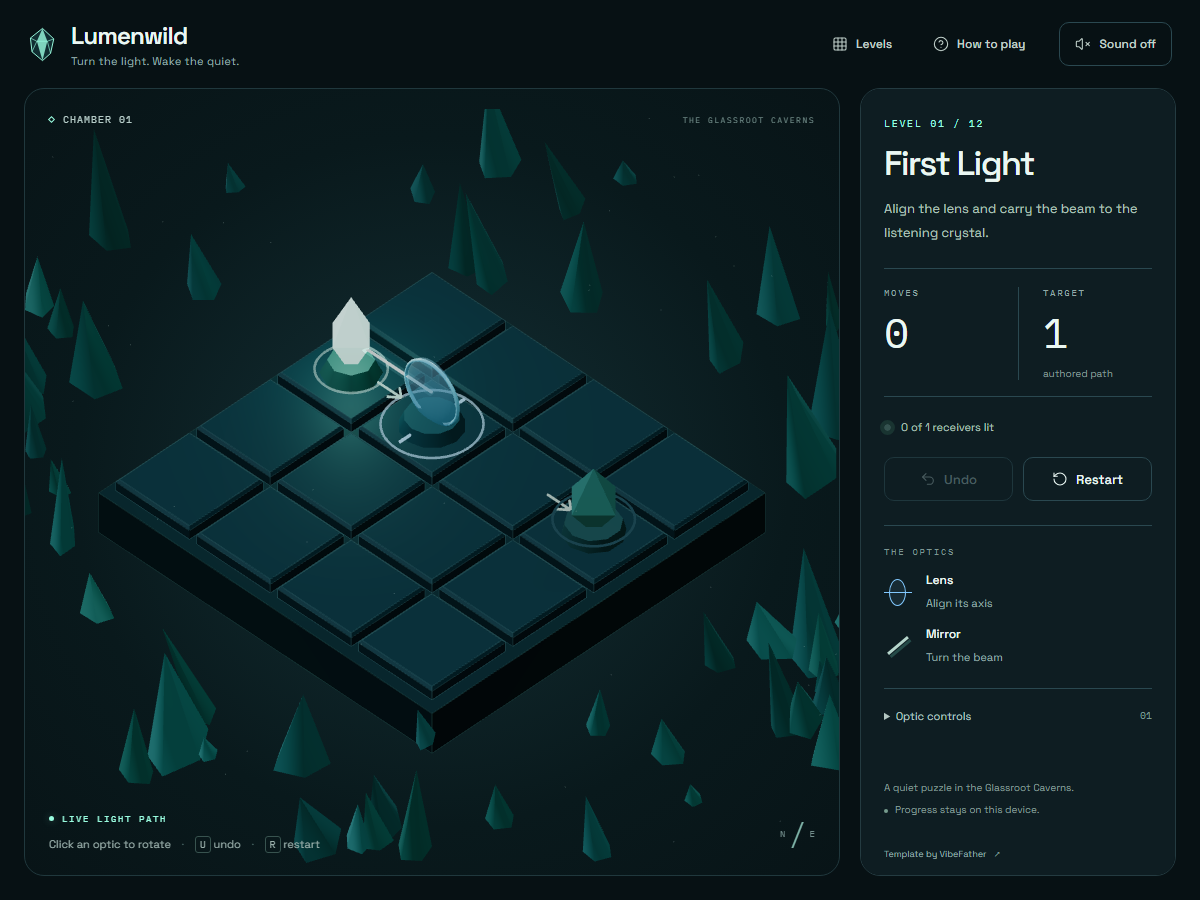 Lumenwild
Turn the light. Wake the quiet.
Levels
How to play
Sound off
CHAMBER 01
THE GLASSROOT CAVERNS
LIVE LIGHT PATH
Click an optic to rotate · U undo · R restart
N / E
LEVEL 01 / 12
First Light
Align the lens and carry the beam to the
listening crystal.
MOVES
0
TARGET
1
authored path
0 of 1 receivers lit
Undo
Restart
THE OPTICS
Lens
Align its axis
Mirror
Turn the beam
Optic controls
01
A quiet puzzle in the Glassroot Caverns.
Progress stays on this device.
Template by VibeFather ↗